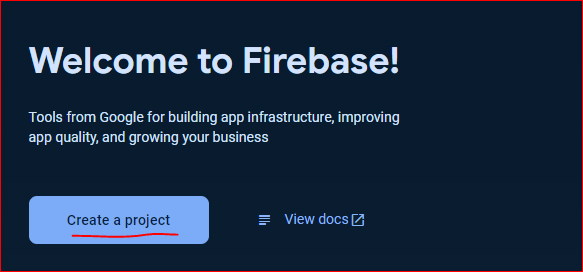 Welcome to Firebase!
Tools from Google for building app infrastructure, improving
app quality, and growing your business
Create a project
View docs